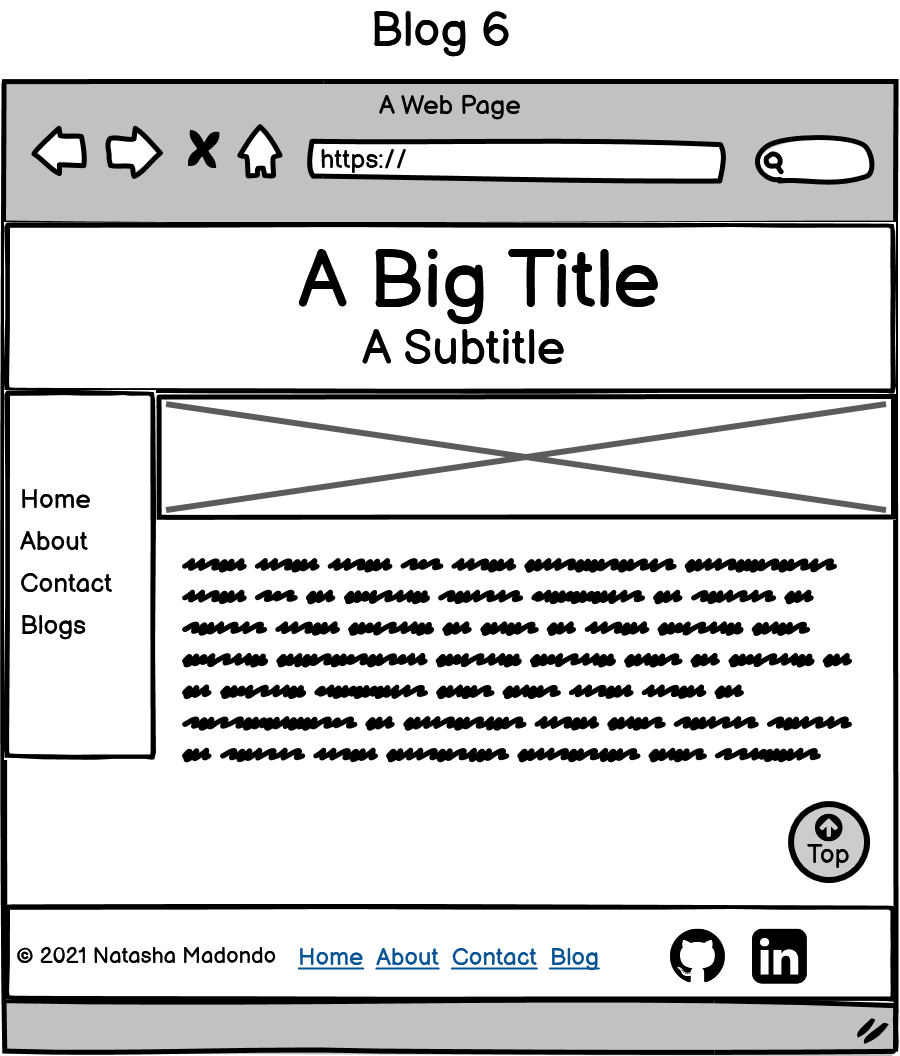 Blog 6
A Web Page
https://
A Big Title
A Subtitle
Home
About
Contact
Blogs
Top
© 2021 Natasha Madondo Home About Contact Blog
in